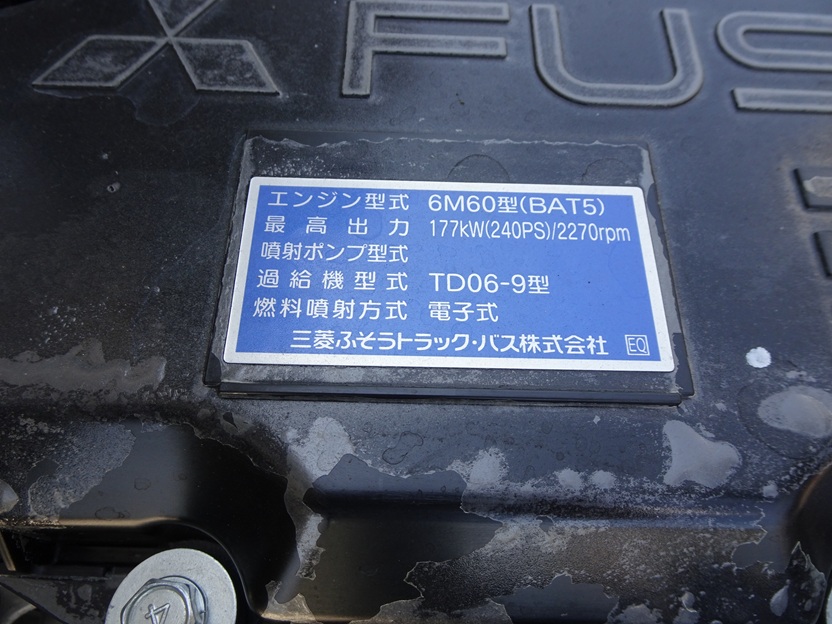 FUS
エンジン型式 6M60型(BAT5)
最高出力 177kW(240PS)/2270rpm
噴射ポンプ型式
過給機型式 TD06-9型
燃料噴射方式 電子式
三菱ふそうトラック・バス株式会社 EQ
4